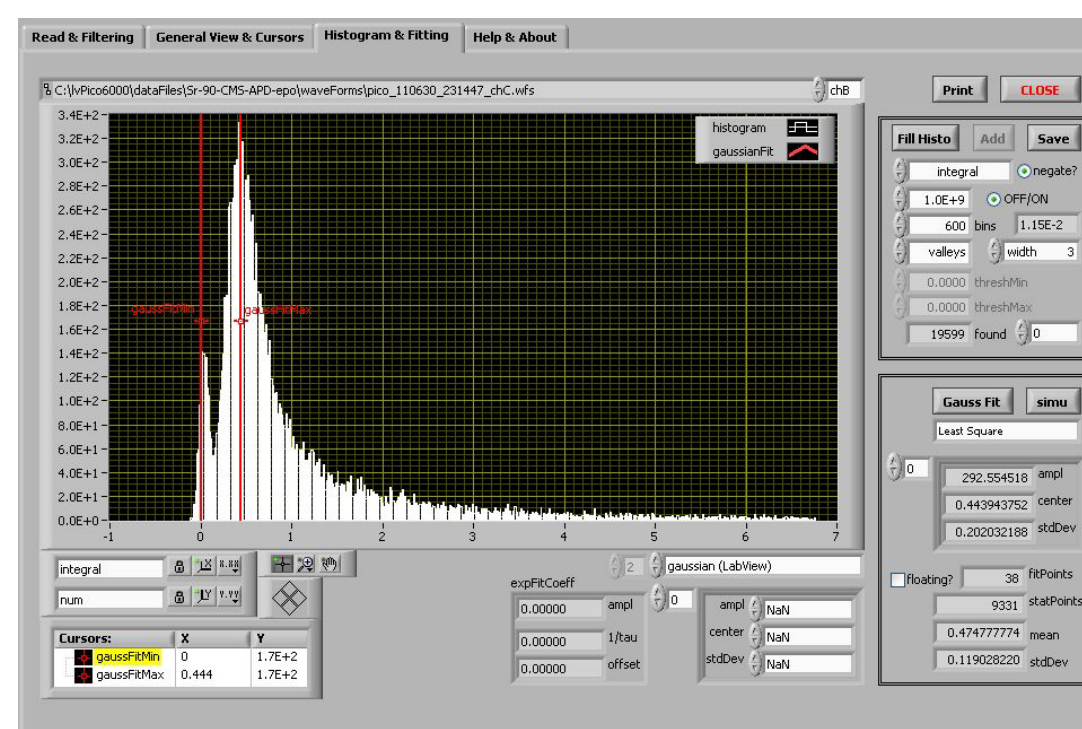 Read & Filtering General View & Cursors Histogram & Fitting Help & About
C:\lvPico6000\dataFiles\Sr-90-CMS-APD-epo\waveForms\pico_110630_231447_chC.wfs chB
Print CLOSE
3.4E+2
3.2E+2
3.0E+2
2.8E+2
2.6E+2
2.4E+2
2.2E+2
2.0E+2
1.8E+2
1.6E+2
1.4E+2
1.2E+2
1.0E+2
8.0E+1
6.0E+1
4.0E+1
2.0E+1
0.0E+0
-1 0 1 2 3 4 5 6 7
histogram
gaussianFit
gaussFitMin gaussFitMax
Fill Histo Add Save
integral negate?
1.0E+9 OFF/ON
600 bins 1.15E-2
valleys width 3
0.0000 threshMin
0.0000 threshMax
19599 found 0
Gauss Fit simu
Least Square
0 292.554518 ampl
0.443943752 center
0.202032188 stdDev
floating? 38 fitPoints
9331 statPoints
0.474777774 mean
0.119028220 stdDev
integral X.XX
num Y.YY
Cursors: X Y
gaussFitMin 0 1.7E+2
gaussFitMax 0.444 1.7E+2
2 gaussian (LabView)
expFitCoeff
0.00000 ampl
0.00000 1/tau
0.00000 offset
0 ampl NaN
center NaN
stdDev NaN